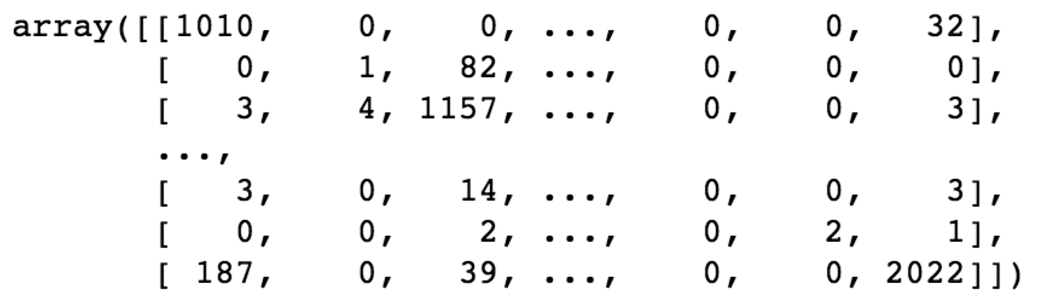 array([[1010,    0,    0, ...,    0,    0,   32],
       [   0,    1,   82, ...,    0,    0,    0],
       [   3,    4, 1157, ...,    0,    0,    3],
       ...,
       [   3,    0,   14, ...,    0,    0,    3],
       [   0,    0,    2, ...,    0,    2,    1],
       [ 187,    0,   39, ...,    0,    0, 2022]])